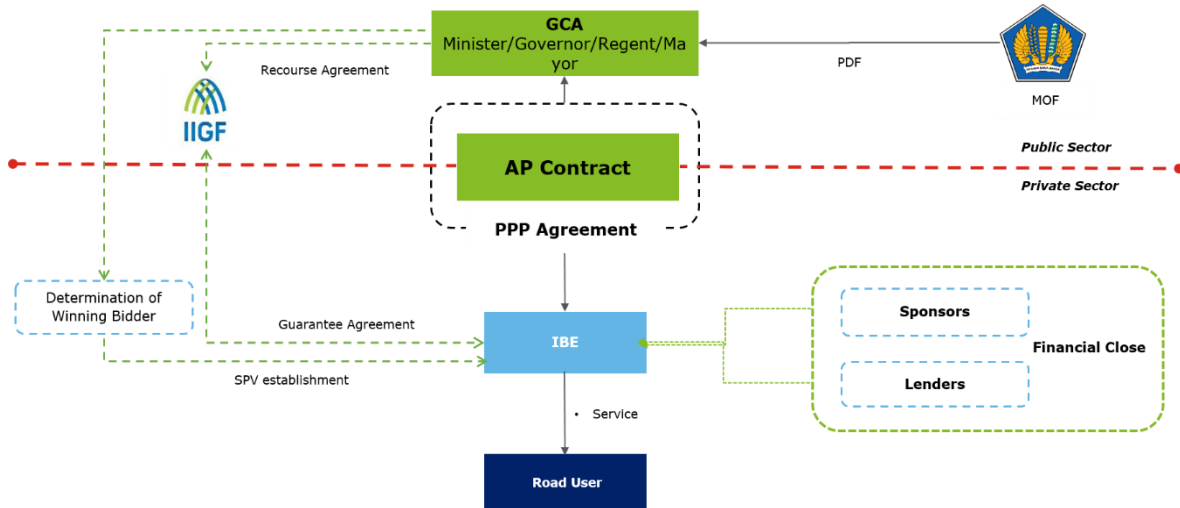 GCA
Minister/Governor/Regent/Ma
yor
Recourse Agreement
PDF
MOF
IIGF
AP Contract
Public Sector
Private Sector
PPP Agreement
Determination of
Winning Bidder
Guarantee Agreement
IBE
Sponsors
Financial Close
Lenders
SPV establishment
• Service
Road User